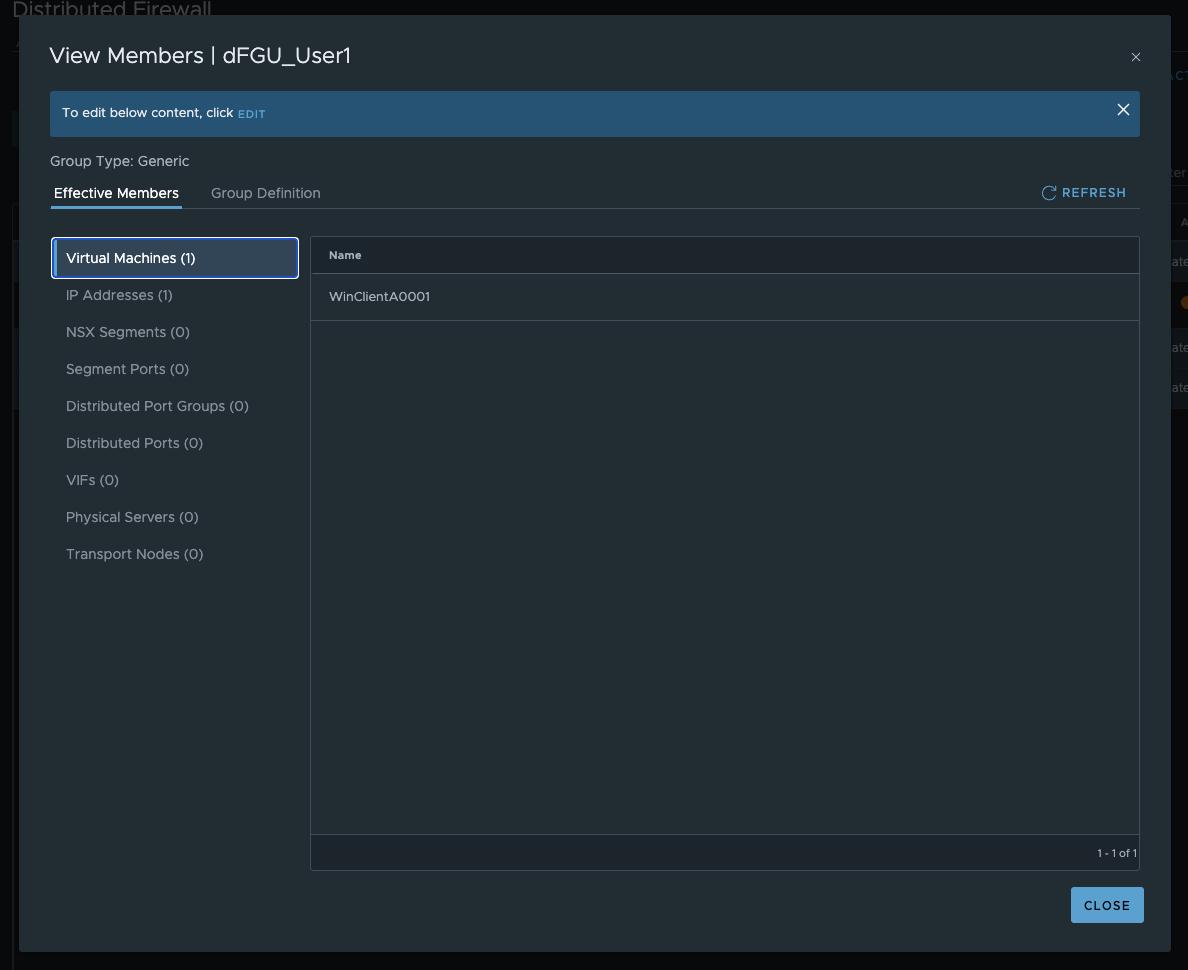 Distributed Firewall
View Members | dFGU_User1
To edit below content, click EDIT
Group Type: Generic
Effective Members
Group Definition
REFRESH
Virtual Machines (1)
IP Addresses (1)
NSX Segments (0)
Segment Ports (0)
Distributed Port Groups (0)
Distributed Ports (0)
VIFs (0)
Physical Servers (0)
Transport Nodes (0)
Name
WinClientA0001
1 - 1 of 1
CLOSE